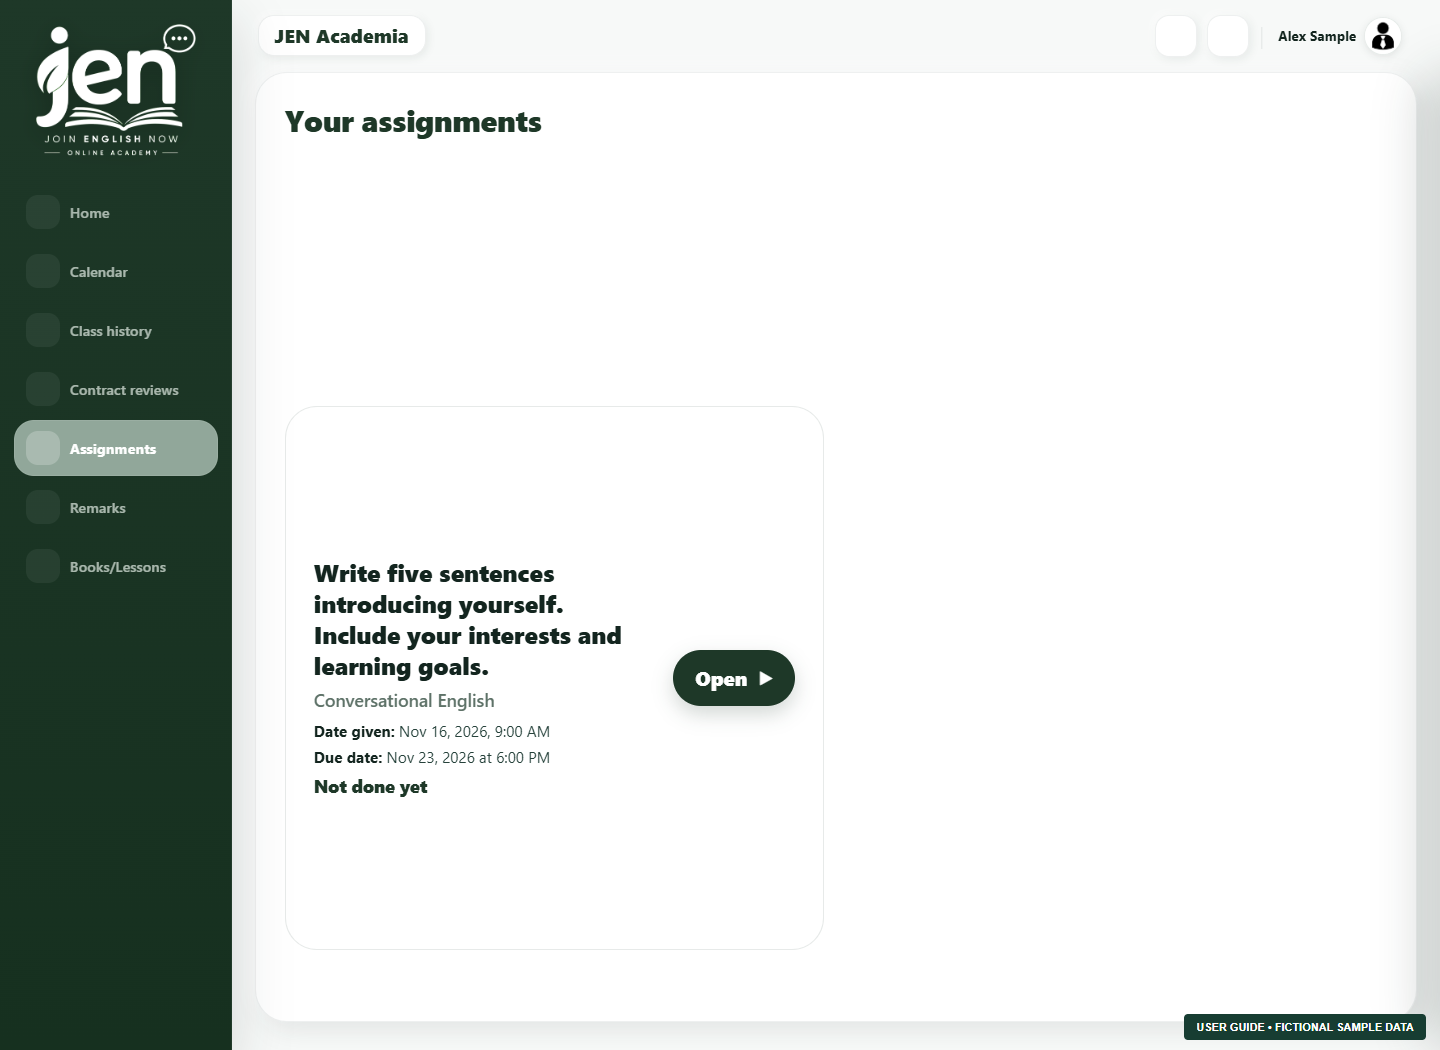 jen
JOIN ENGLISH NOW
ONLINE ACADEMY
Home
Calendar
Class history
Contract reviews
Assignments
Remarks
Books/Lessons
JEN Academia
Alex Sample
Your assignments
Write five sentences
introducing yourself.
Include your interests and
learning goals.
Conversational English
Date given: Nov 16, 2026, 9:00 AM
Due date: Nov 23, 2026 at 6:00 PM
Not done yet
Open
USER GUIDE • FICTIONAL SAMPLE DATA